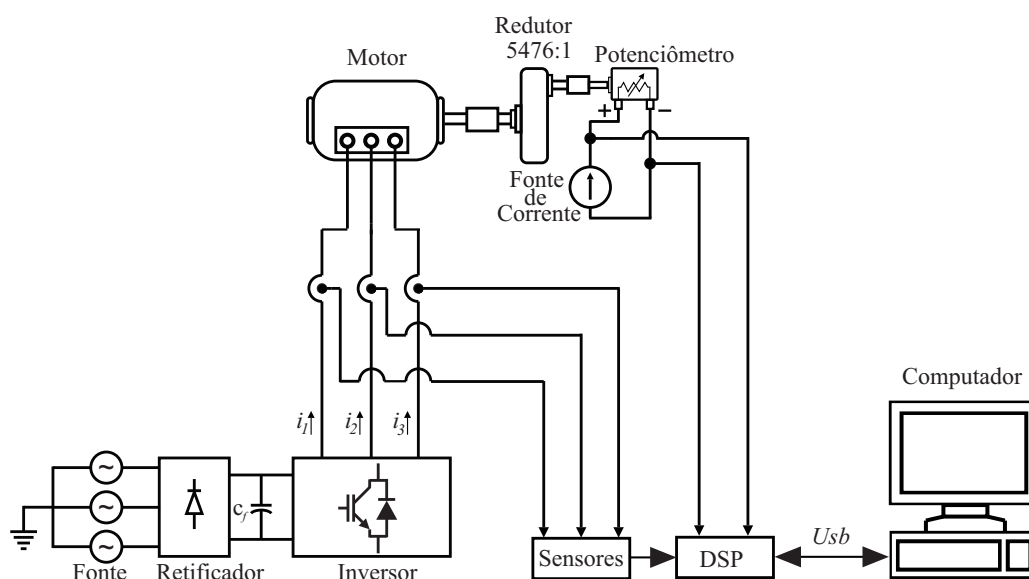 Redutor
5476:1
Motor
Potenciômetro
+
−
Fonte
de
Corrente
Computador
i1
i2
i3
~
~
~
cf
Usb
Sensores
DSP
Fonte
Retificador
Inversor